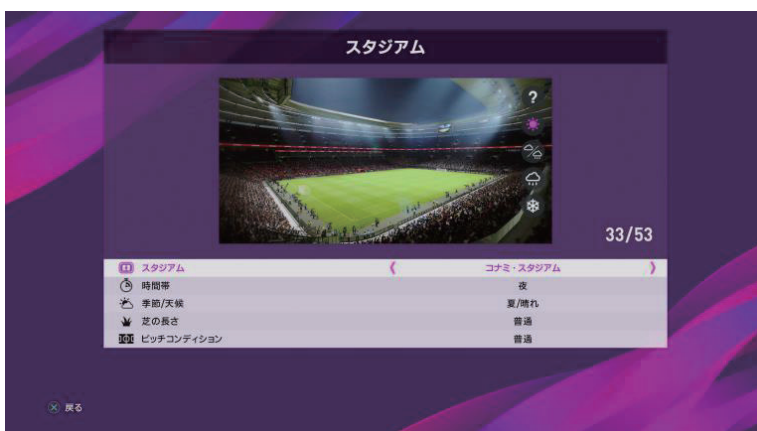 スタジアム
?
33/53
スタジアム 《 コナミ・スタジアム 》
時間帯 夜
季節/天候 夏/晴れ
芝の長さ 普通
ピッチコンディション 普通
戻る